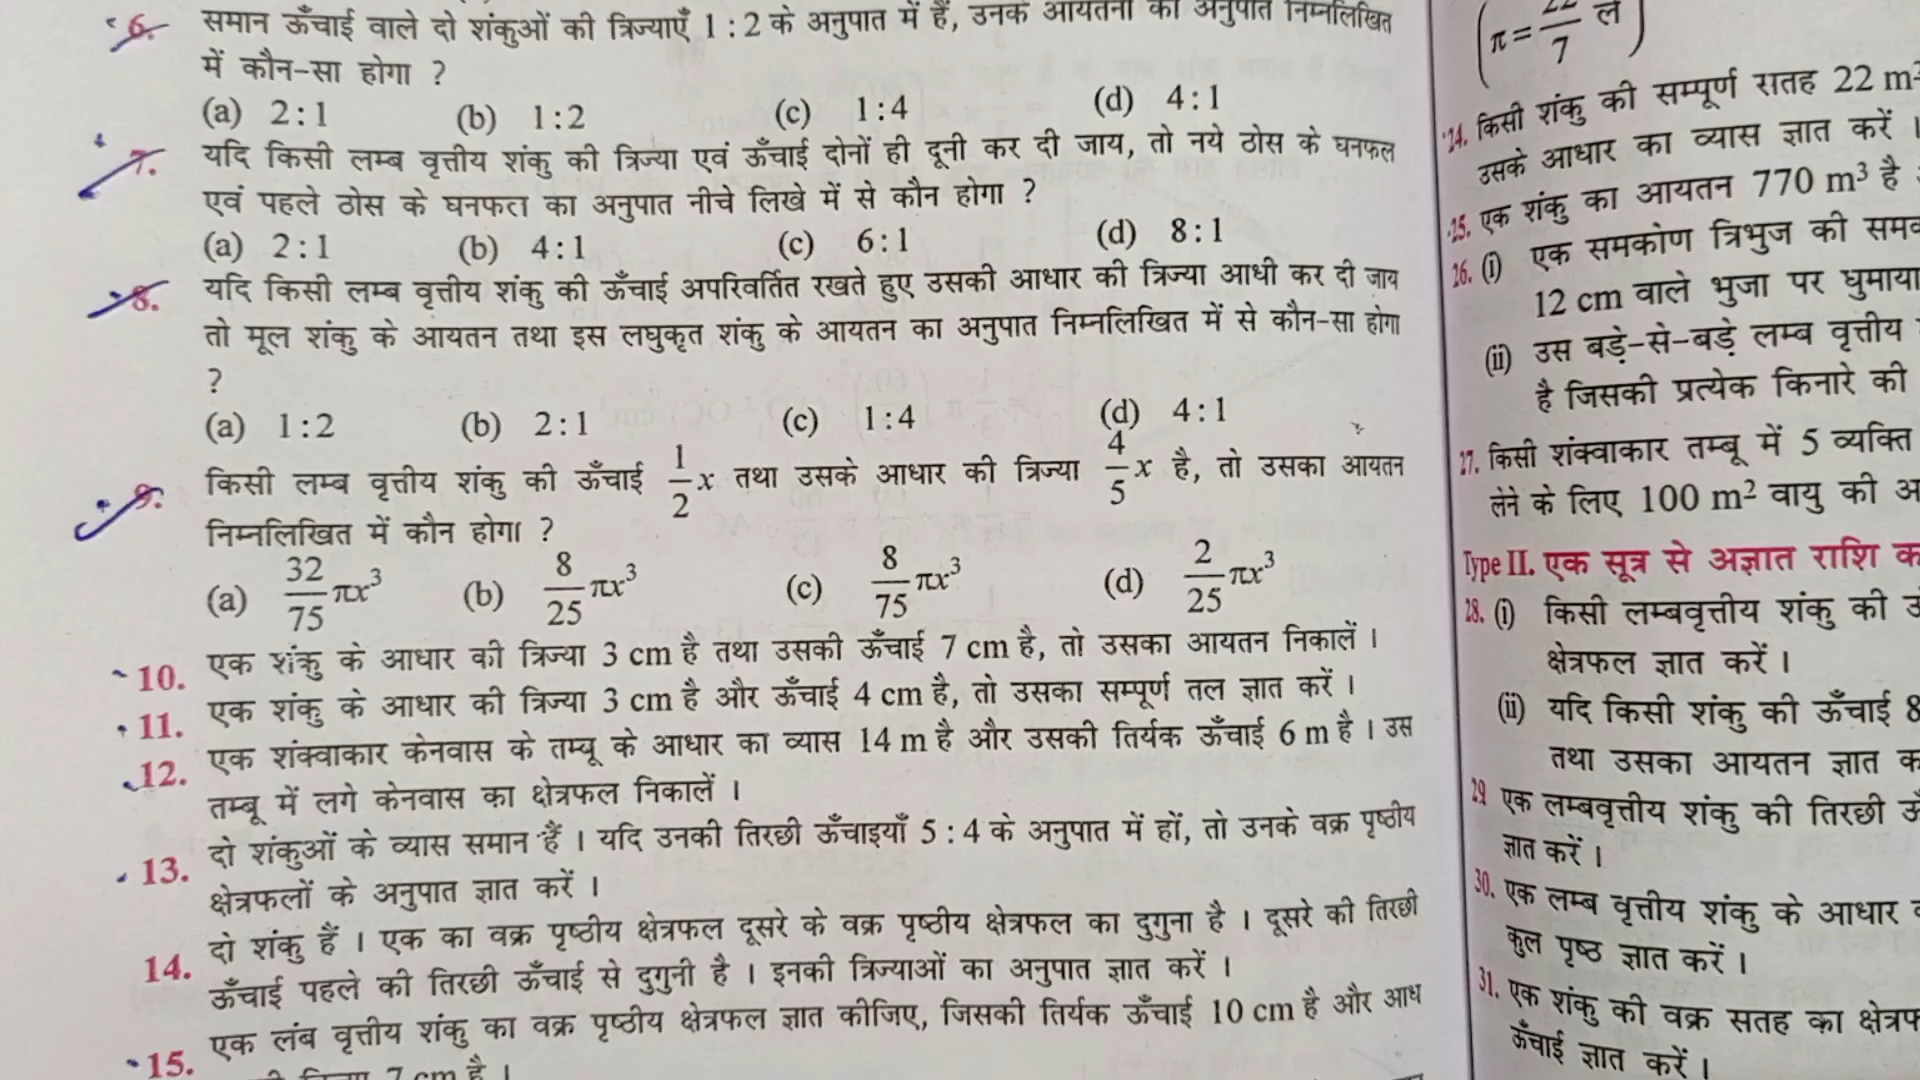 6. समान ऊँचाई वाले दो शंकुओं की त्रिज्याएँ 1 : 2 के अनुपात में हैं, उनके आयतनों का अनुपात निम्नलिखित
में कौन-सा होगा ?
(a) 2 : 1 (b) 1 : 2 (c) 1 : 4 (d) 4 : 1
7. यदि किसी लम्ब वृत्तीय शंकु की त्रिज्या एवं ऊँचाई दोनों ही दूनी कर दी जाय, तो नये ठोस के घनफल
एवं पहले ठोस के घनफल का अनुपात नीचे लिखे में से कौन होगा ?
(a) 2 : 1 (b) 4 : 1 (c) 6 : 1 (d) 8 : 1
8. यदि किसी लम्ब वृत्तीय शंकु की ऊँचाई अपरिवर्तित रखते हुए उसकी आधार की त्रिज्या आधी कर दी जाय
तो मूल शंकु के आयतन तथा इस लघुकृत शंकु के आयतन का अनुपात निम्नलिखित में से कौन-सा होगा
?
(a) 1 : 2 (b) 2 : 1 (c) 1 : 4 (d) 4 : 1
9. किसी लम्ब वृत्तीय शंकु की ऊँचाई 1/2 x तथा उसके आधार की त्रिज्या 4/5 x है, तो उसका आयतन
निम्नलिखित में कौन होगा ?
(a) 32/75 πx³ (b) 8/25 πx³ (c) 8/75 πx³ (d) 2/25 πx³
10. एक शंकु के आधार की त्रिज्या 3 cm है तथा उसकी ऊँचाई 7 cm है, तो उसका आयतन निकालें ।
11. एक शंकु के आधार की त्रिज्या 3 cm है और ऊँचाई 4 cm है, तो उसका सम्पूर्ण तल ज्ञात करें ।
12. एक शंक्वाकार केनवास के तम्बू के आधार का व्यास 14 m है और उसकी तिर्यक ऊँचाई 6 m है । उस
तम्बू में लगे केनवास का क्षेत्रफल निकालें ।
13. दो शंकुओं के व्यास समान हैं । यदि उनकी तिरछी ऊँचाइयाँ 5 : 4 के अनुपात में हों, तो उनके वक्र पृष्ठीय
क्षेत्रफलों के अनुपात ज्ञात करें ।
14. दो शंकु हैं । एक का वक्र पृष्ठीय क्षेत्रफल दूसरे के वक्र पृष्ठीय क्षेत्रफल का दुगुना है । दूसरे की तिरछी
ऊँचाई पहले की तिरछी ऊँचाई से दुगुनी है । इनकी त्रिज्याओं का अनुपात ज्ञात करें ।
15. एक लंब वृत्तीय शंकु का वक्र पृष्ठीय क्षेत्रफल ज्ञात कीजिए, जिसकी तिर्यक ऊँचाई 10 cm है और आध
7 cm है ।
(π = 22/7 लें)
24. किसी शंकु की सम्पूर्ण सतह 22 m²
उसके आधार का व्यास ज्ञात करें ।
25. एक शंकु का आयतन 770 m³ है
26. (i) एक समकोण त्रिभुज की सम
12 cm वाले भुजा पर घुमाया
(ii) उस बड़े-से-बड़े लम्ब वृत्तीय
है जिसकी प्रत्येक किनारे की
27. किसी शंक्वाकार तम्बू में 5 व्यक्ति
लेने के लिए 100 m² वायु की
Type II. एक सूत्र से अज्ञात राशि
28. (i) किसी लम्बवृत्तीय शंकु की
क्षेत्रफल ज्ञात करें ।
(ii) यदि किसी शंकु की ऊँचाई 8
तथा उसका आयतन ज्ञात
29 एक लम्बवृत्तीय शंकु की तिरछी
ज्ञात करें ।
30. एक लम्ब वृत्तीय शंकु के आधार
कुल पृष्ठ ज्ञात करें ।
31. एक शंकु की वक्र सतह का
ऊँचाई ज्ञात करें ।